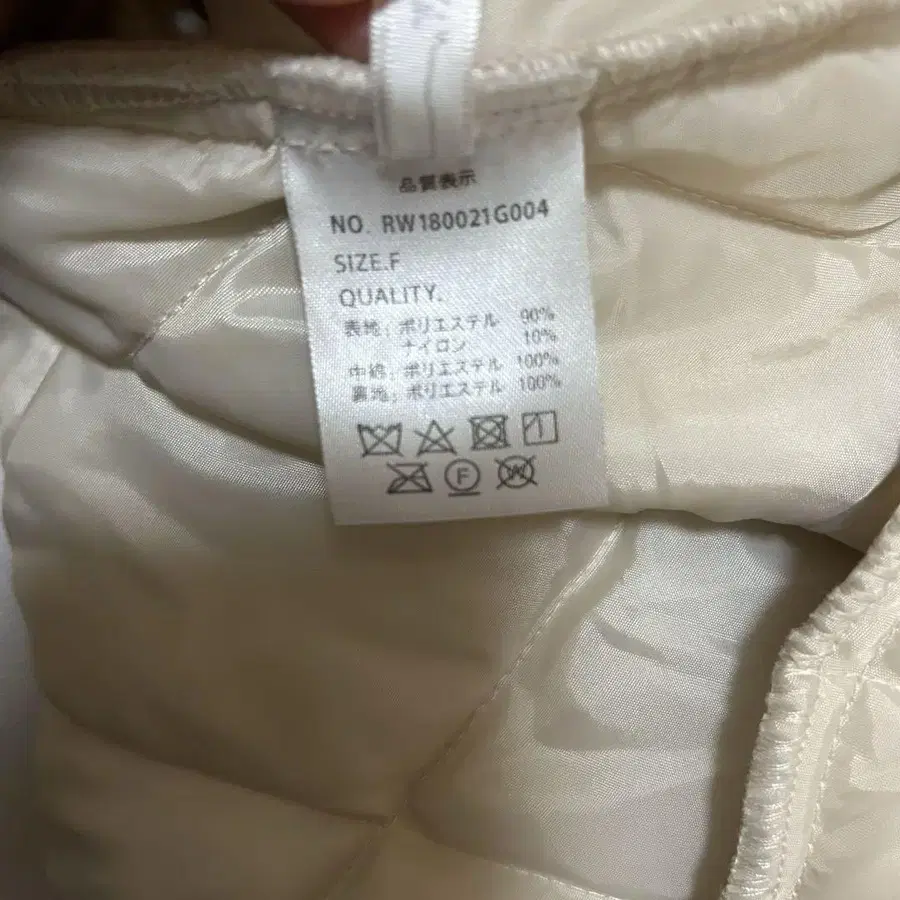 品質表示
NO. RW180021G004
SIZE.F
QUALITY.
表地:ポリエステル 90%
ナイロン 10%
中綿:ポリエステル 100%
裏地:ポリエステル 100%
F
W